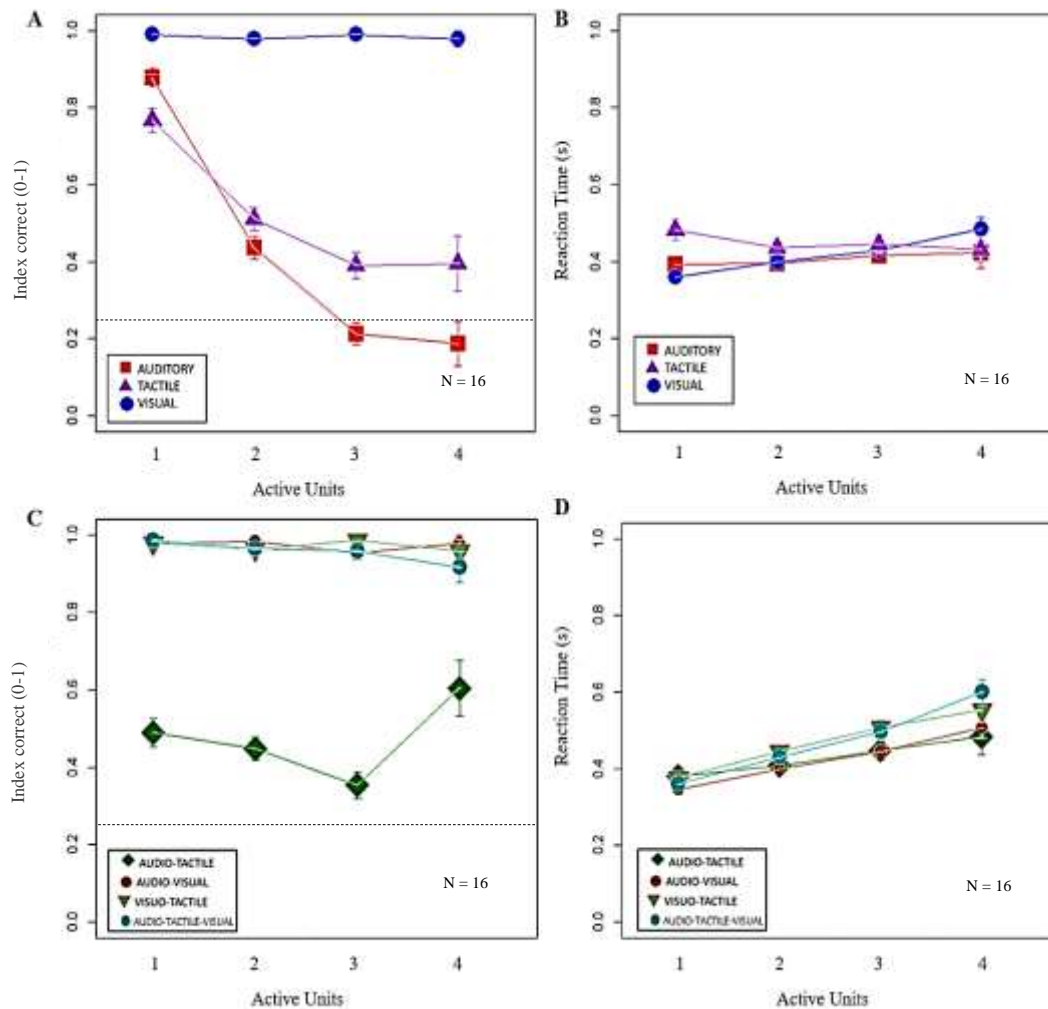 A
Index correct (0-1)
1.0
0.8
0.6
0.4
0.2
0.0
AUDITORY
TACTILE
VISUAL
N = 16
1 2 3 4
Active Units
B
Reaction Time (s)
1.0
0.8
0.6
0.4
0.2
0.0
AUDITORY
TACTILE
VISUAL
N = 16
1 2 3 4
Active Units
C
Index correct (0-1)
1.0
0.8
0.6
0.4
0.2
0.0
AUDIO-TACTILE
AUDIO-VISUAL
VISUO-TACTILE
AUDIO-TACTILE-VISUAL
N = 16
1 2 3 4
Active Units
D
Reaction Time (s)
1.0
0.8
0.6
0.4
0.2
0.0
AUDIO-TACTILE
AUDIO-VISUAL
VISUO-TACTILE
AUDIO-TACTILE-VISUAL
N = 16
1 2 3 4
Active Units